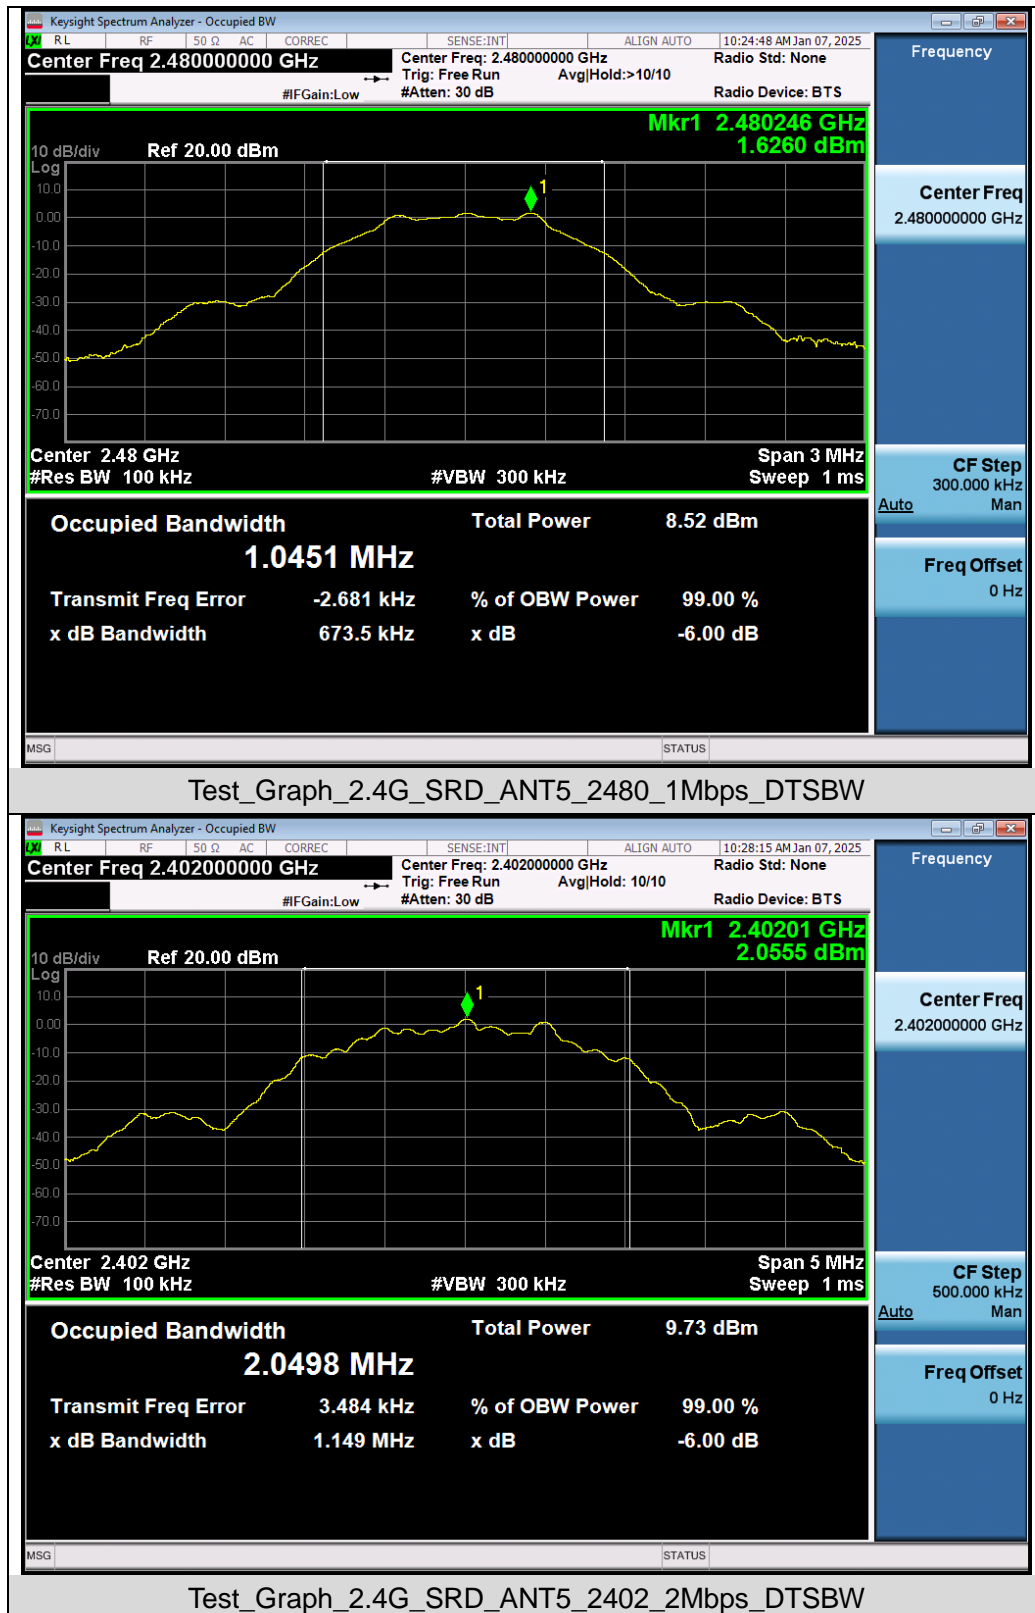 Keysight Spectrum Analyzer - Occupied BW
LXI RL RF 50 Ω AC CORREC SENSE:INT ALIGN AUTO 10:24:48 AM Jan 07, 2025
Center Freq 2.480000000 GHz
Center Freq: 2.480000000 GHz
Radio Std: None
Trig: Free Run Avg|Hold:>10/10
#IFGain:Low #Atten: 30 dB Radio Device: BTS
Frequency
Mkr1 2.480246 GHz
1.6260 dBm
10 dB/div Ref 20.00 dBm
Log
10.0
0.00
-10.0
-20.0
-30.0
-40.0
-50.0
-60.0
-70.0
1
Center 2.48 GHz Span 3 MHz
#Res BW 100 kHz #VBW 300 kHz Sweep 1 ms
Center Freq
2.480000000 GHz
CF Step
300.000 kHz
Auto Man
Freq Offset
0 Hz
Occupied Bandwidth Total Power 8.52 dBm
1.0451 MHz
Transmit Freq Error -2.681 kHz % of OBW Power 99.00 %
x dB Bandwidth 673.5 kHz x dB -6.00 dB
MSG STATUS
Test_Graph_2.4G_SRD_ANT5_2480_1Mbps_DTSBW
Keysight Spectrum Analyzer - Occupied BW
LXI RL RF 50 Ω AC CORREC SENSE:INT ALIGN AUTO 10:28:15 AM Jan 07, 2025
Center Freq 2.402000000 GHz
Center Freq: 2.402000000 GHz
Radio Std: None
Trig: Free Run Avg|Hold: 10/10
#IFGain:Low #Atten: 30 dB Radio Device: BTS
Frequency
Mkr1 2.40201 GHz
2.0555 dBm
10 dB/div Ref 20.00 dBm
Log
10.0
0.00
-10.0
-20.0
-30.0
-40.0
-50.0
-60.0
-70.0
1
Center 2.402 GHz Span 5 MHz
#Res BW 100 kHz #VBW 300 kHz Sweep 1 ms
Center Freq
2.402000000 GHz
CF Step
500.000 kHz
Auto Man
Freq Offset
0 Hz
Occupied Bandwidth Total Power 9.73 dBm
2.0498 MHz
Transmit Freq Error 3.484 kHz % of OBW Power 99.00 %
x dB Bandwidth 1.149 MHz x dB -6.00 dB
MSG STATUS
Test_Graph_2.4G_SRD_ANT5_2402_2Mbps_DTSBW